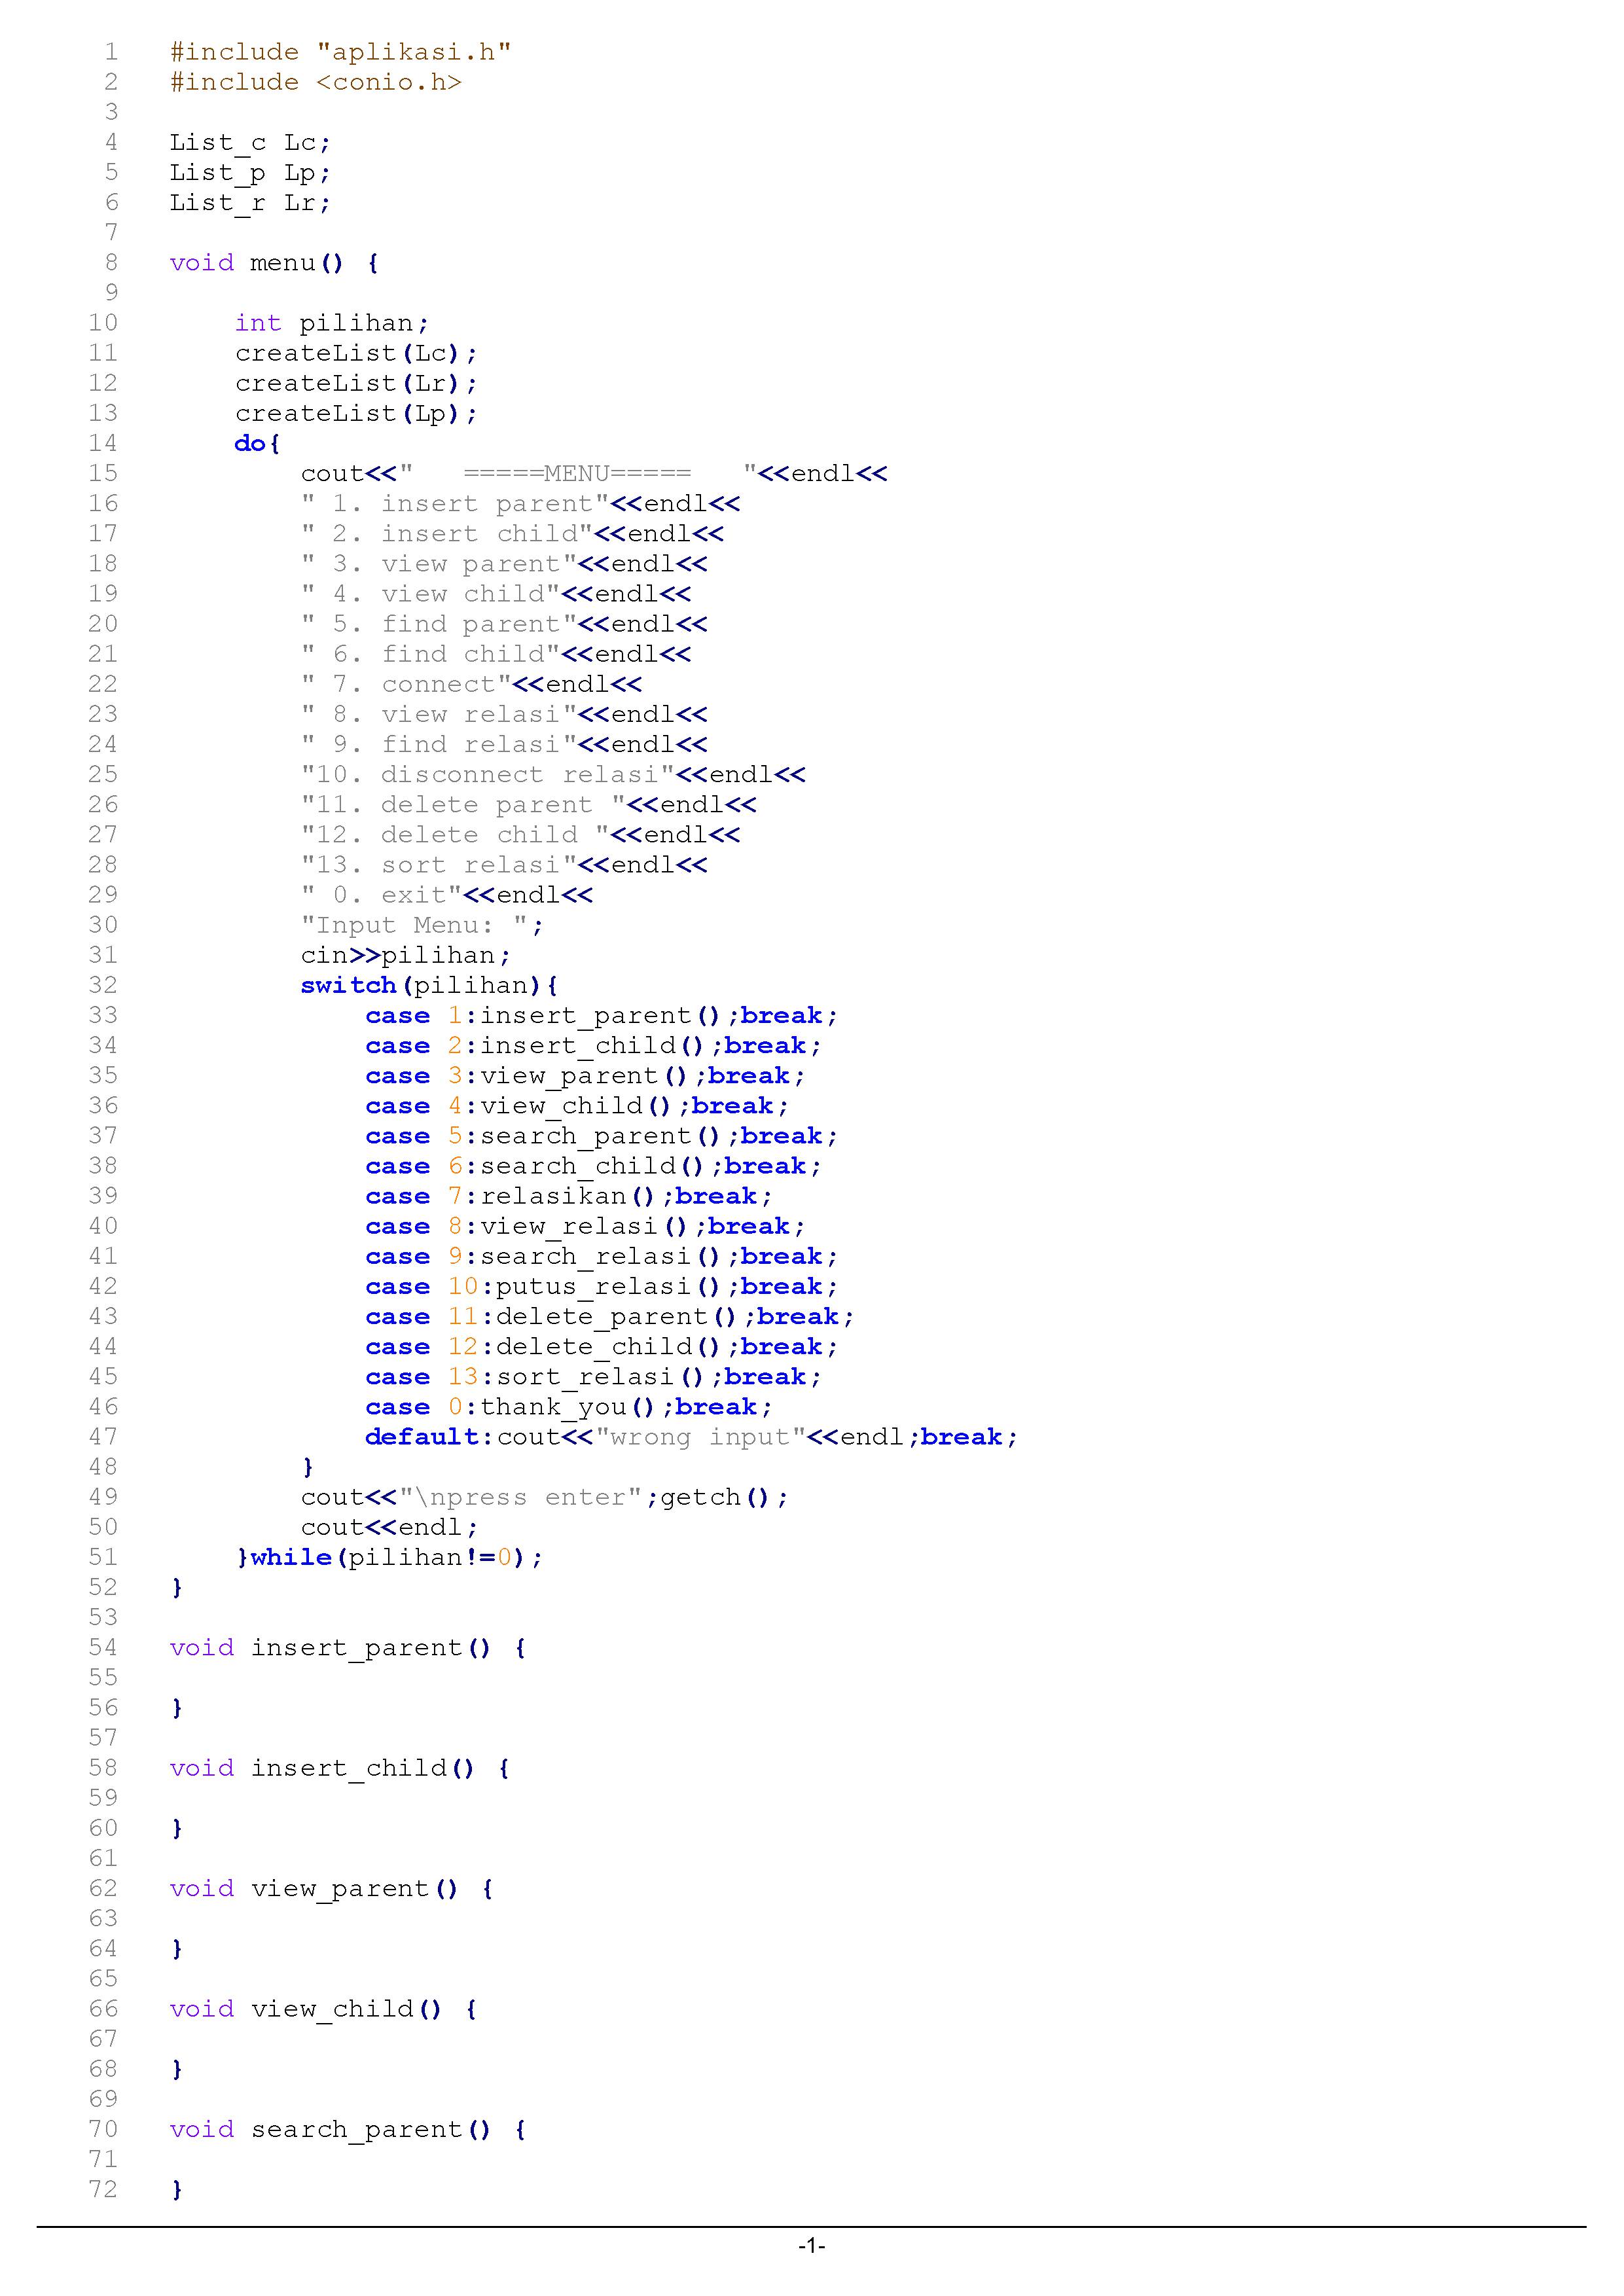 1 #include "aplikasi.h"
2 #include <conio.h>
3
4 List_c Lc;
5 List_p Lp;
6 List_r Lr;
7
8 void menu() {
9
10     int pilihan;
11     createList(Lc);
12     createList(Lr);
13     createList(Lp);
14     do{
15         cout<<"   =====MENU=====   "<<endl<<
16         " 1. insert parent"<<endl<<
17         " 2. insert child"<<endl<<
18         " 3. view parent"<<endl<<
19         " 4. view child"<<endl<<
20         " 5. find parent"<<endl<<
21         " 6. find child"<<endl<<
22         " 7. connect"<<endl<<
23         " 8. view relasi"<<endl<<
24         " 9. find relasi"<<endl<<
25         "10. disconnect relasi"<<endl<<
26         "11. delete parent "<<endl<<
27         "12. delete child "<<endl<<
28         "13. sort relasi"<<endl<<
29         " 0. exit"<<endl<<
30         "Input Menu: ";
31         cin>>pilihan;
32         switch(pilihan){
33             case 1:insert_parent();break;
34             case 2:insert_child();break;
35             case 3:view_parent();break;
36             case 4:view_child();break;
37             case 5:search_parent();break;
38             case 6:search_child();break;
39             case 7:relasikan();break;
40             case 8:view_relasi();break;
41             case 9:search_relasi();break;
42             case 10:putus_relasi();break;
43             case 11:delete_parent();break;
44             case 12:delete_child();break;
45             case 13:sort_relasi();break;
46             case 0:thank_you();break;
47             default:cout<<"wrong input"<<endl;break;
48         }
49         cout<<"\npress enter";getch();
50         cout<<endl;
51     }while(pilihan!=0);
52 }
53
54 void insert_parent() {
55
56 }
57
58 void insert_child() {
59
60 }
61
62 void view_parent() {
63
64 }
65
66 void view_child() {
67
68 }
69
70 void search_parent() {
71
72 }
-1-